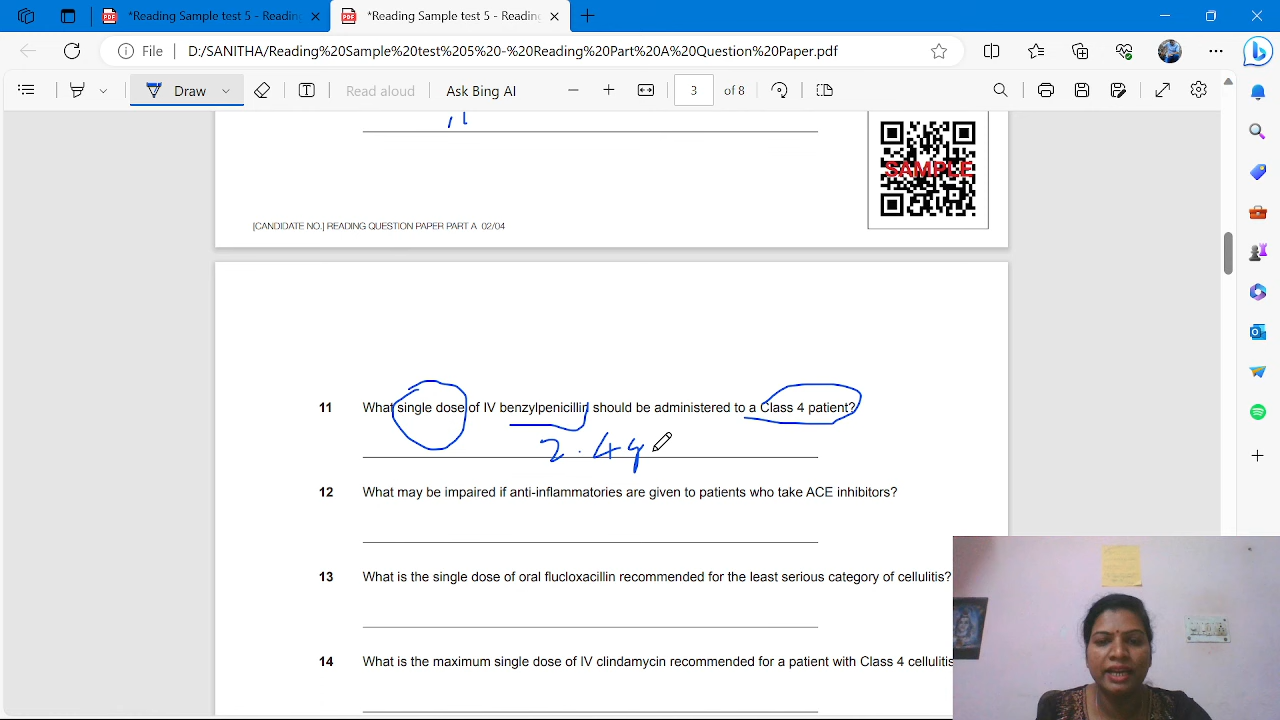 *Reading Sample test 5 - Readin
*Reading Sample test 5 - Readin
File
D:/SANITHA/Reading%20Sample%20test%205%20-%20Reading%20Part%20A%20Question%20Paper.pdf
Draw
Read aloud
Ask Bing AI
3 of 8
SAMPLE
[CANDIDATE NO.] READING QUESTION PAPER PART A 02/04
11 What single dose of IV benzylpenicillin should be administered to a Class 4 patient?
2.4g
12 What may be impaired if anti-inflammatories are given to patients who take ACE inhibitors?
13 What is the single dose of oral flucloxacillin recommended for the least serious category of cellulitis?
14 What is the maximum single dose of IV clindamycin recommended for a patient with Class 4 cellulitis